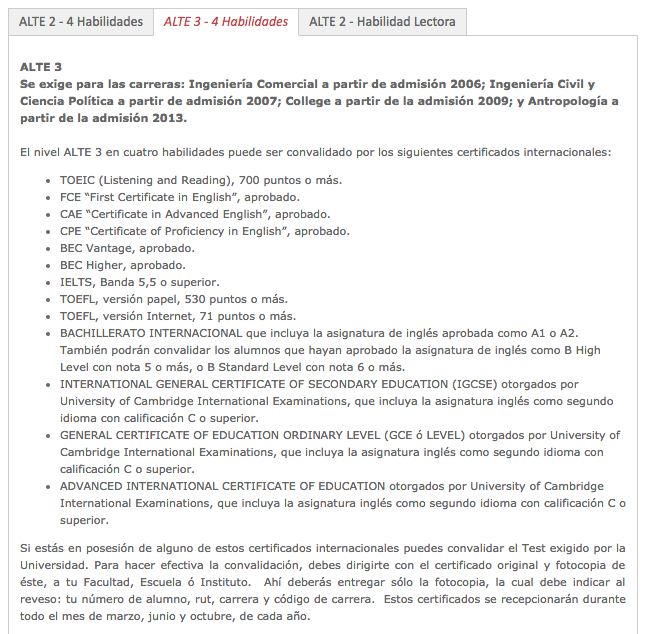 ALTE 2 - 4 Habilidades
ALTE 3 - 4 Habilidades
ALTE 2 - Habilidad Lectora
ALTE 3
Se exige para las carreras: Ingeniería Comercial a partir de admisión 2006; Ingeniería Civil y
Ciencia Política a partir de admisión 2007; College a partir de la admisión 2009; y Antropología a
partir de la admisión 2013.
El nivel ALTE 3 en cuatro habilidades puede ser convalidado por los siguientes certificados internacionales:
• TOEIC (Listening and Reading), 700 puntos o más.
• FCE “First Certificate in English”, aprobado.
• CAE “Certificate in Advanced English”, aprobado.
• CPE “Certificate of Proficiency in English”, aprobado.
• BEC Vantage, aprobado.
• BEC Higher, aprobado.
• IELTS, Banda 5,5 o superior.
• TOEFL, versión papel, 530 puntos o más.
• TOEFL, versión Internet, 71 puntos o más.
• BACHILLERATO INTERNACIONAL que incluya la asignatura de inglés aprobada como A1 o A2.
También podrán convalidar los alumnos que hayan aprobado la asignatura de inglés como B High
Level con nota 5 o más, o B Standard Level con nota 6 o más.
• INTERNATIONAL GENERAL CERTIFICATE OF SECONDARY EDUCATION (IGCSE) otorgados por
University of Cambridge International Examinations, que incluya la asignatura inglés como segundo
idioma con calificación C o superior.
• GENERAL CERTIFICATE OF EDUCATION ORDINARY LEVEL (GCE ó LEVEL) otorgados por University of
Cambridge International Examinations, que incluya la asignatura inglés como segundo idioma con
calificación C o superior.
• ADVANCED INTERNATIONAL CERTIFICATE OF EDUCATION otorgados por University of Cambridge
International Examinations, que incluya la asignatura inglés como segundo idioma con calificación C o
superior.
Si estás en posesión de alguno de estos certificados internacionales puedes convalidar el Test exigido por la
Universidad. Para hacer efectiva la convalidación, debes dirigirte con el certificado original y fotocopia de
éste, a tu Facultad, Escuela ó Instituto.  Ahí deberás entregar sólo la fotocopia, la cual debe indicar al
reveso: tu número de alumno, rut, carrera y código de carrera.  Estos certificados se recepcionarán durante
todo el mes de marzo, junio y octubre, de cada año.